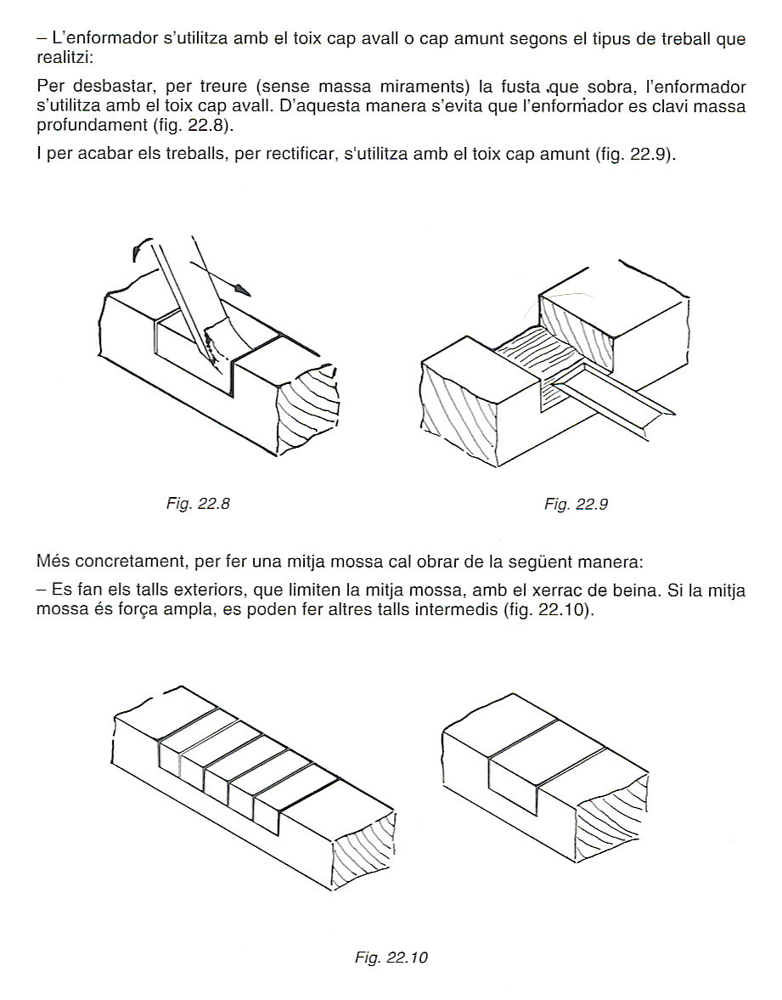 – L'enformador s'utilitza amb el toix cap avall o cap amunt segons el tipus de treball que
realitzi:
Per desbastar, per treure (sense massa miraments) la fusta que sobra, l'enformador
s'utilitza amb el toix cap avall. D'aquesta manera s'evita que l'enformador es clavi massa
profundament (fig. 22.8).
I per acabar els treballs, per rectificar, s'utilitza amb el toix cap amunt (fig. 22.9).
Fig. 22.8
Fig. 22.9
Més concretament, per fer una mitja mossa cal obrar de la següent manera:
– Es fan els talls exteriors, que limiten la mitja mossa, amb el xerrac de beina. Si la mitja
mossa és força ampla, es poden fer altres talls intermedis (fig. 22.10).
Fig. 22.10